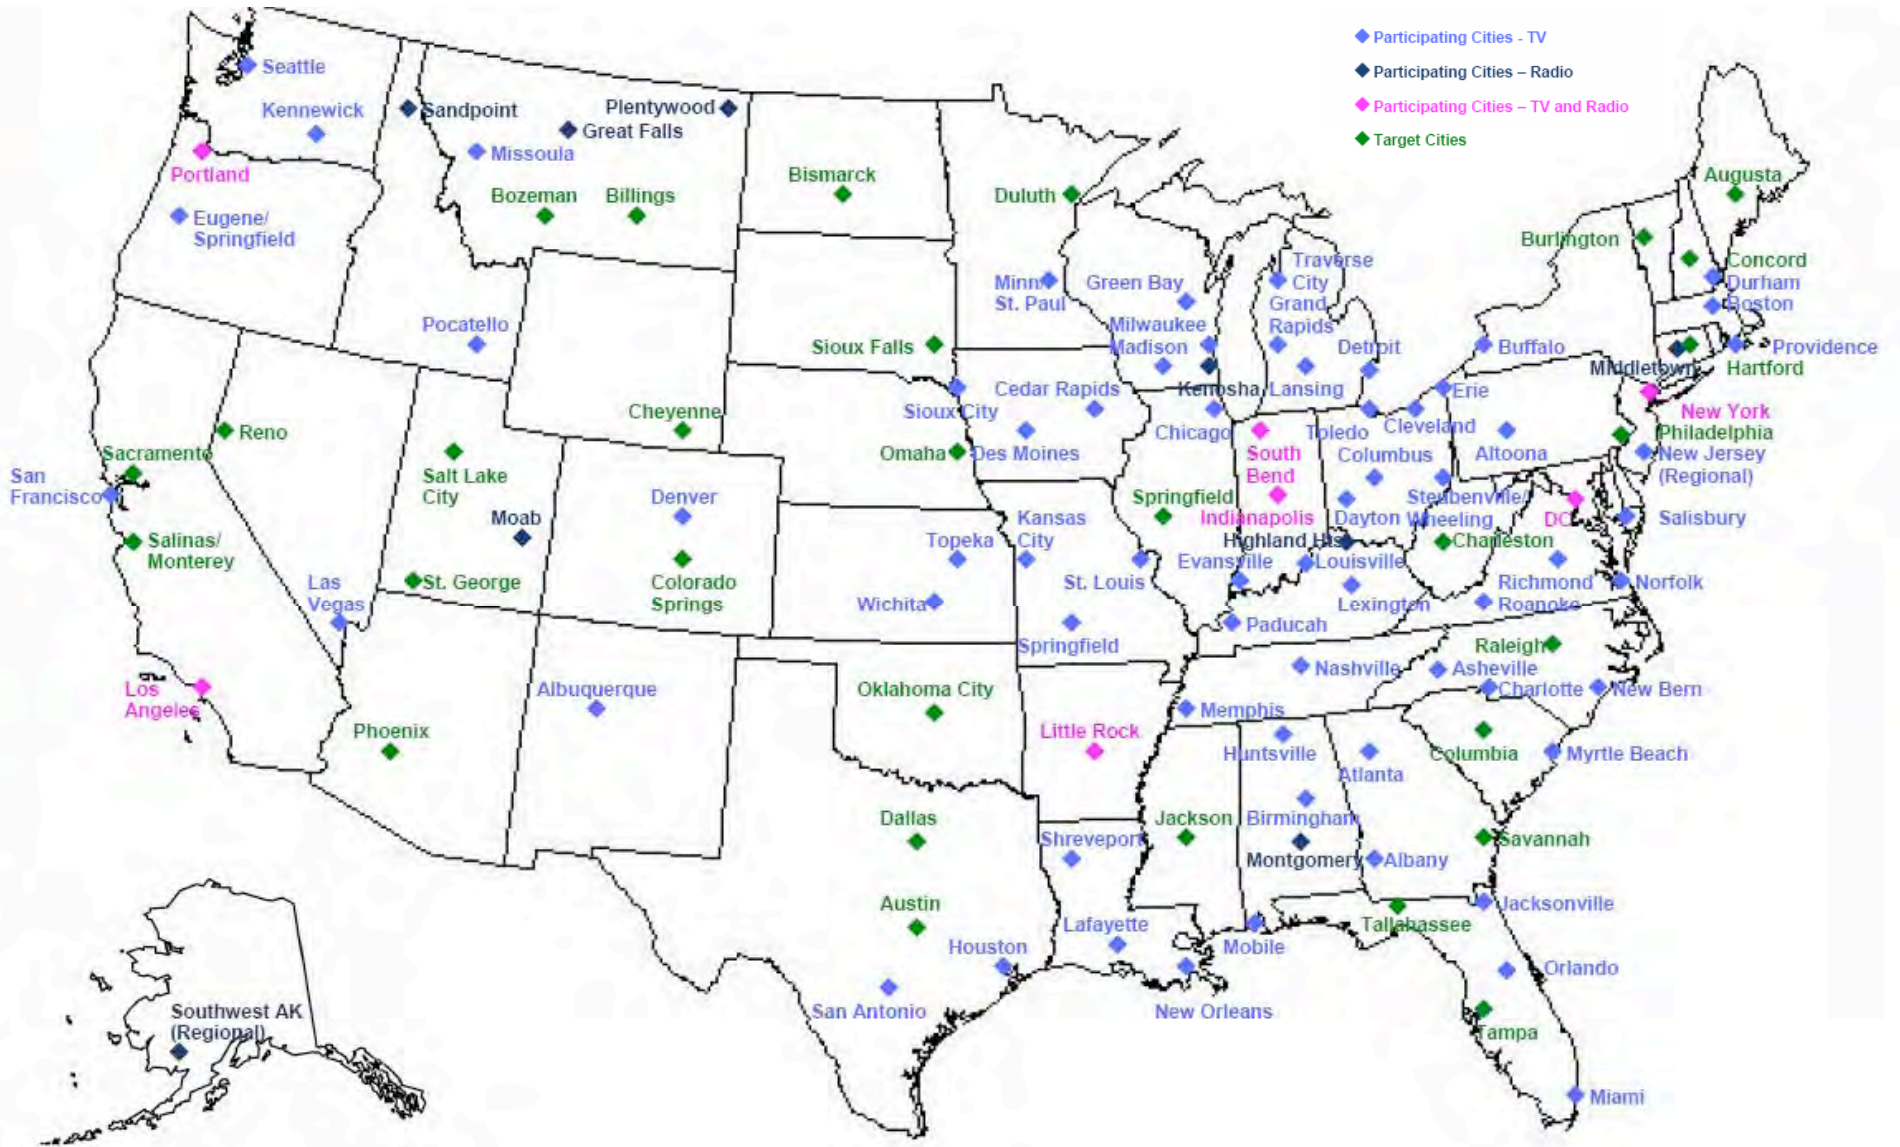 Participating Cities - TV
Participating Cities – Radio
Participating Cities – TV and Radio
Target Cities
Seattle
Kennewick
Sandpoint
Plentywood
Great Falls
Missoula
Portland
Bozeman
Billings
Bismarck
Duluth
Augusta
Eugene/
Springfield
Burlington
Concord
Durham
Boston
Minn
St. Paul
Green Bay
Traverse
City
Grand
Rapids
Pocatello
Sioux Falls
Milwaukee
Madison
Detroit
Buffalo
Providence
Middletown
Hartford
Kenosha
Lansing
Erie
Cheyenne
Sioux City
Cedar Rapids
Chicago
Toledo
Cleveland
New York
Philadelphia
New Jersey
(Regional)
Reno
Sacramento
San
Francisco
Salt Lake
City
Omaha
Des Moines
South
Bend
Columbus
Altoona
Denver
Springfield
Indianapolis
Dayton
Steubenville/
Wheeling
DC
Salisbury
Moab
Salinas/
Monterey
Topeka
Kansas
City
Highland Hts
Charleston
St. George
Colorado
Springs
St. Louis
Evansville
Louisville
Richmond
Norfolk
Las
Vegas
Wichita
Lexington
Roanoke
Springfield
Paducah
Raleigh
Nashville
Asheville
Charlotte
New Bern
Los
Angeles
Albuquerque
Oklahoma City
Memphis
Phoenix
Little Rock
Huntsville
Atlanta
Columbia
Myrtle Beach
Dallas
Shreveport
Jackson
Birmingham
Montgomery
Albany
Savannah
Austin
Houston
Lafayette
Mobile
Tallahassee
Jacksonville
Orlando
San Antonio
New Orleans
Tampa
Southwest AK
(Regional)
Miami